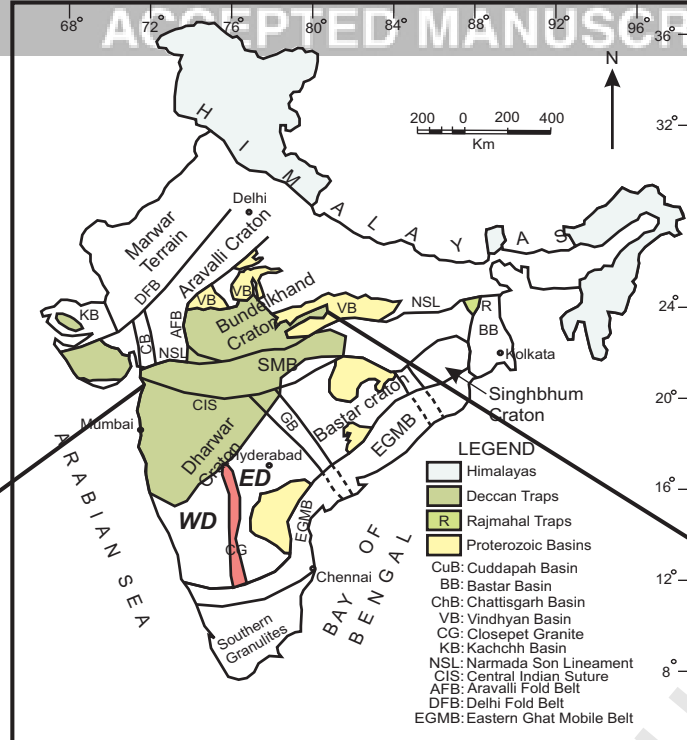 ACCEPTED MANUSCR
68° 72° 76° 80° 84° 88° 92° 96° 36°
N
200 0 200 400
Km
32°
HIMALAYAS
Delhi
Marwar
Terrain
Aravalli Craton
DFB
KB
VB
VB
Bundelkhand
Craton
VB
NSL
R
24°
AFB
CB
NSL
BB
Kolkata
SMB
Singhbhum
Craton
CIS
Bastar craton
20°
Mumbai
GB
EGMB
Dharwar
Craton
Hyderabad
ED
WD
CG
EGMB
ARABIAN SEA
BAY OF
BENGAL
Chennai
Southern
Granulites
LEGEND
Himalayas
16°
Deccan Traps
R Rajmahal Traps
Proterozoic Basins
CuB: Cuddapah Basin
12°
BB: Bastar Basin
ChB: Chattisgarh Basin
VB: Vindhyan Basin
CG: Closepet Granite
KB: Kachchh Basin
NSL: Narmada Son Lineament
8°
CIS: Central Indian Suture
AFB: Aravalli Fold Belt
DFB: Delhi Fold Belt
EGMB: Eastern Ghat Mobile Belt